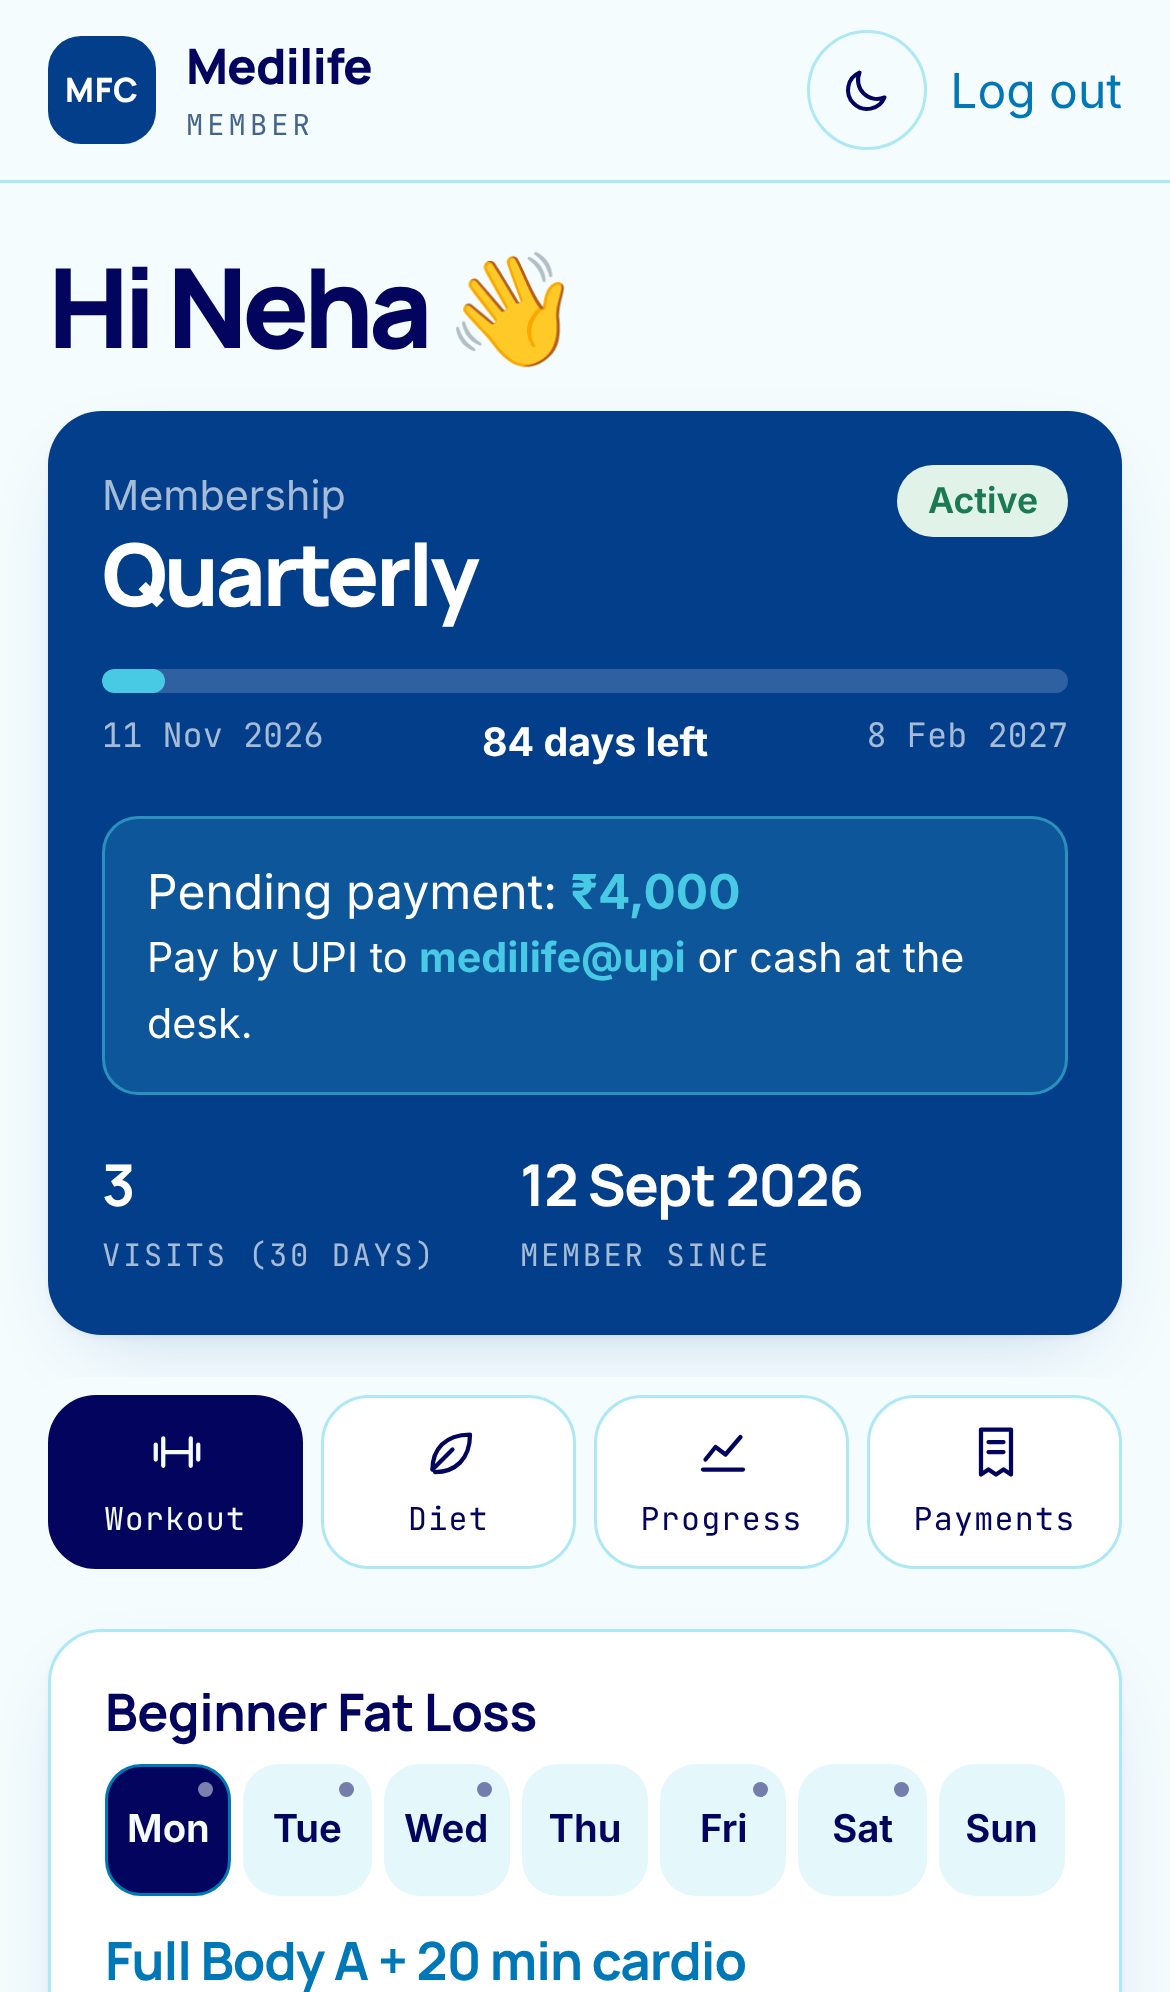 MFC
Medilife
MEMBER
Log out
Hi Neha 👋
Membership
Active
Quarterly
11 Nov 2026
84 days left
8 Feb 2027
Pending payment: ₹4,000
Pay by UPI to medilife@upi or cash at the
desk.
3
VISITS (30 DAYS)
12 Sept 2026
MEMBER SINCE
Workout
Diet
Progress
Payments
Beginner Fat Loss
Mon
Tue
Wed
Thu
Fri
Sat
Sun
Full Body A + 20 min cardio